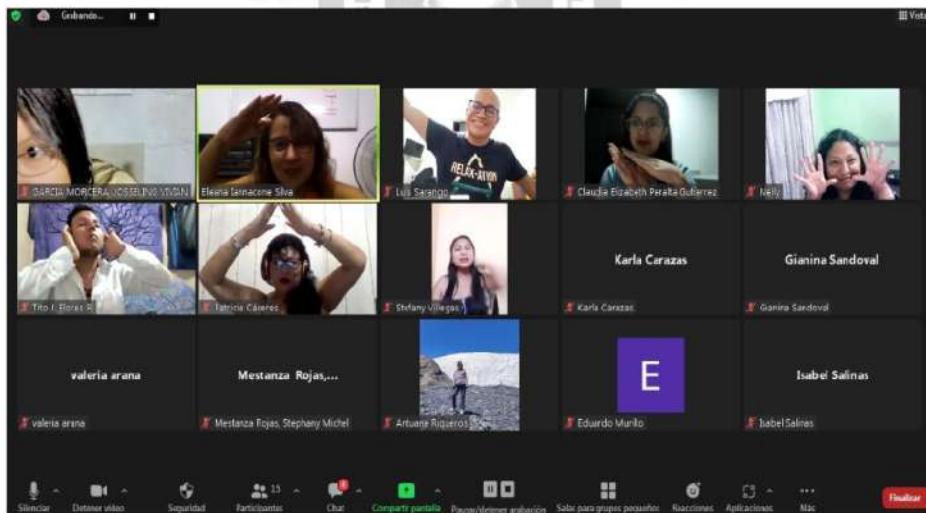 Grabando...
Vista
GARCIA MORCERA, YOSSELING VIVIAN
Eleana Iannacone Silva
Luis Sarango
RELAX-AHYON
Claudia Elizabeth Peralta Gutierrez
Nelly
Tito J. Flores R
Patricia Cáceres
Stefany Villegas
Karla Carazas
Karla Carazas
Gianina Sandoval
Gianina Sandoval
valeria arana
valeria arana
Mestanza Rojas,...
Mestanza Rojas, Stephany Michel
Artuane Riqueros
E
Eduardo Murillo
Isabel Salinas
Isabel Salinas
Silenciar
Detener video
Seguridad
15
Participantes
Chat
Compartir pantalla
Pausar/detener grabación
Salas para grupos pequeños
Reacciones
Aplicaciones
Más
Finalizar